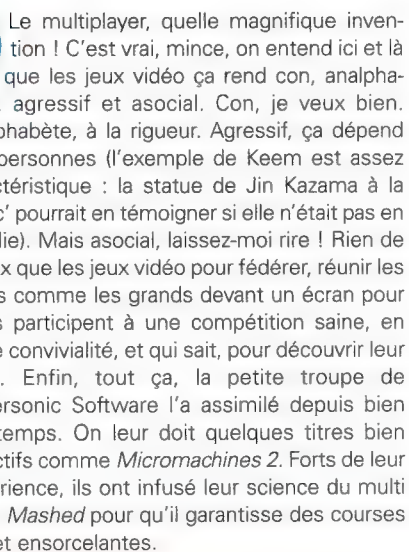 Le multiplayer, quelle magnifique inven-
tion ! C'est vrai, mince, on entend ici et là
que les jeux vidéo ça rend con, analpha-
agressif et asocial. Con, je veux bien.
phabète, à la rigueur. Agressif, ça dépend
personnes (l'exemple de Keem est assez
ctéristique : la statue de Jin Kazama à la
c' pourrait en témoigner si elle n'était pas en
lie). Mais asocial, laissez-moi rire ! Rien de
x que les jeux vidéo pour fédérer, réunir les
s comme les grands devant un écran pour
s participent à une compétition saine, en
e convivialité, et qui sait, pour découvrir leur
. Enfin, tout ça, la petite troupe de
ersonic Software l'a assimilé depuis bien
temps. On leur doit quelques titres bien
ctifs comme Micromachines 2. Forts de leur
rience, ils ont infusé leur science du multi
Mashed pour qu'il garantisse des courses
et ensorcelantes.